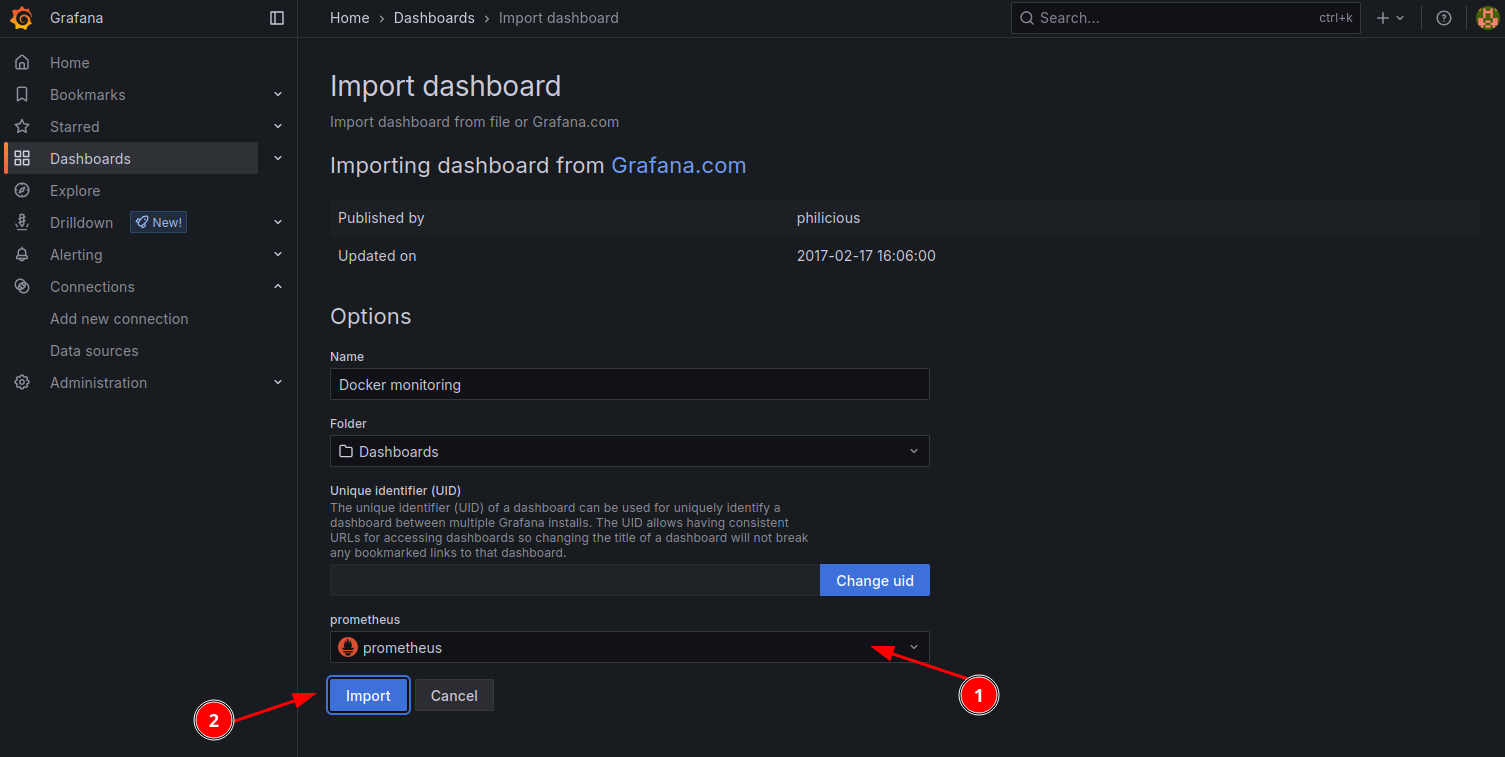 Grafana
Home › Dashboards › Import dashboard
Search...
ctrl+k
Home
Bookmarks
Starred
Dashboards
Explore
Drilldown
New!
Alerting
Connections
Add new connection
Data sources
Administration
Import dashboard
Import dashboard from file or Grafana.com
Importing dashboard from Grafana.com
Published by philicious
Updated on 2017-02-17 16:06:00
Options
Name
Docker monitoring
Folder
Dashboards
Unique identifier (UID)
The unique identifier (UID) of a dashboard can be used for uniquely identify a
dashboard between multiple Grafana installs. The UID allows having consistent
URLs for accessing dashboards so changing the title of a dashboard will not break
any bookmarked links to that dashboard.
Change uid
prometheus
prometheus
1
Import
Cancel
2